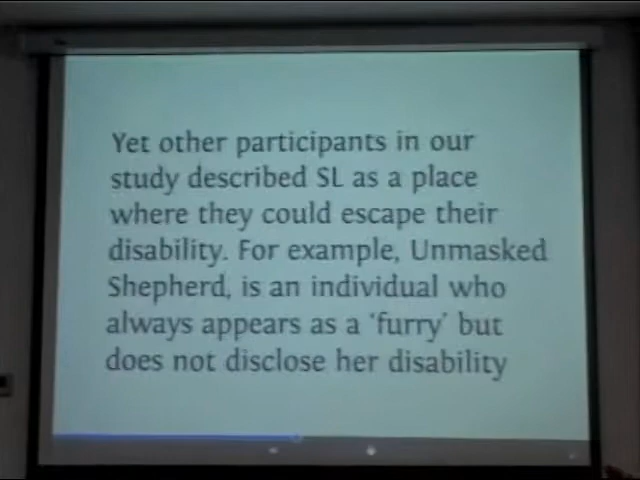 Yet other participants in our
study described SL as a place
where they could escape their
disability. For example, Unmasked
Shepherd, is an individual who
always appears as a ‘furry’ but
does not disclose her disability